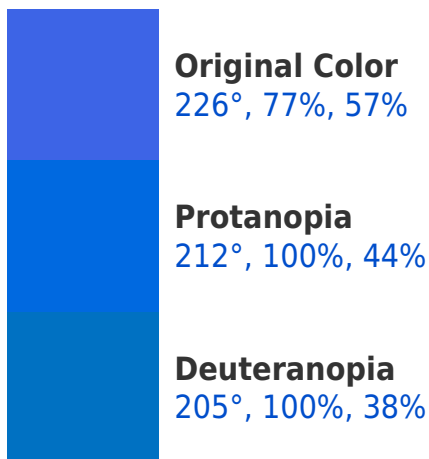 Original Color
226°, 77%, 57%
Protanopia
212°, 100%, 44%
Deuteranopia
205°, 100%, 38%